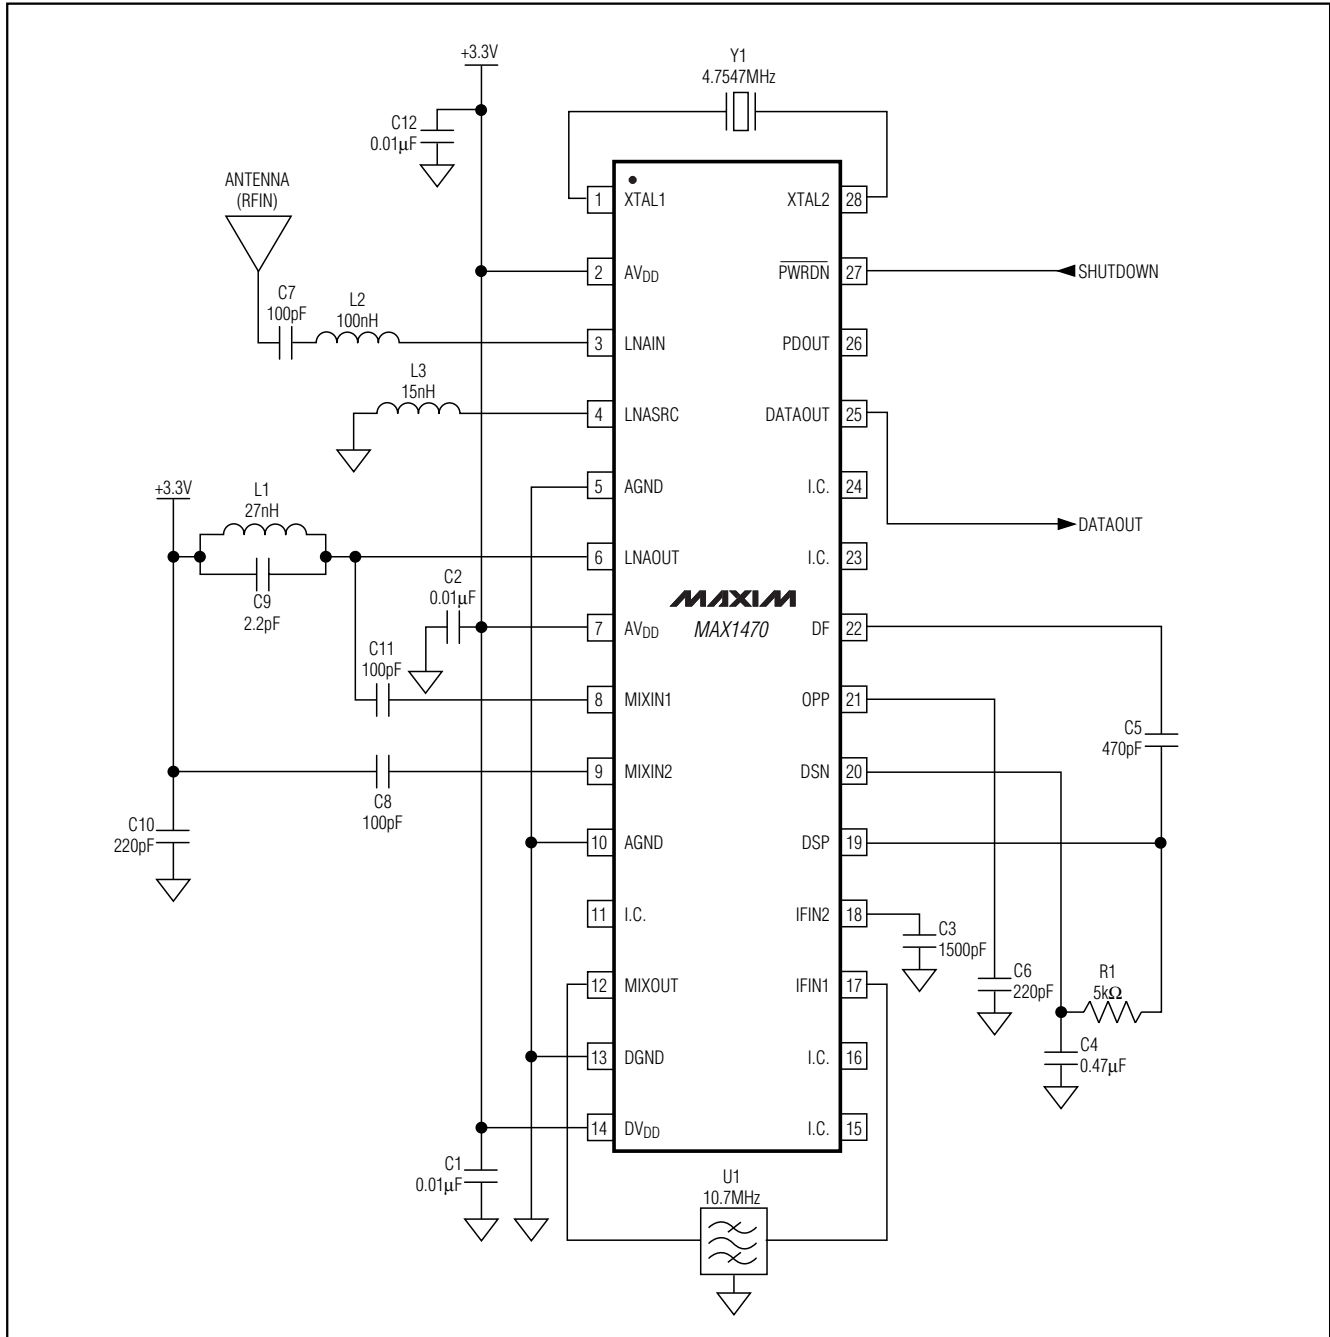 +3.3V
Y1
4.7547MHz
C12
0.01µF
ANTENNA
(RFIN)
1
XTAL1
XTAL2
28
2
AVDD
PWRDN
27
SHUTDOWN
C7
100pF
L2
100nH
3
LNAIN
PDOUT
26
L3
15nH
4
LNASRC
DATAOUT
25
+3.3V
L1
27nH
5
AGND
I.C.
24
DATAOUT
6
LNAOUT
I.C.
23
C9
2.2pF
C2
0.01µF
MAXIM
MAX1470
7
AVDD
DF
22
C11
100pF
8
MIXIN1
OPP
21
C5
470pF
9
MIXIN2
DSN
20
C8
100pF
C10
220pF
10
AGND
DSP
19
11
I.C.
IFIN2
18
C3
1500pF
12
MIXOUT
IFIN1
17
C6
220pF
R1
5kΩ
13
DGND
I.C.
16
C4
0.47µF
14
DVDD
I.C.
15
C1
0.01µF
U1
10.7MHz